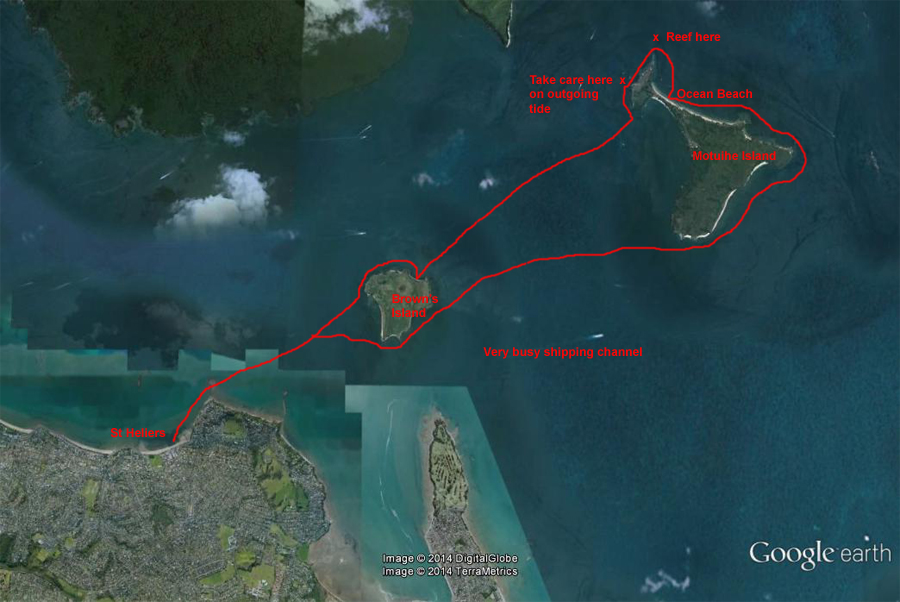 x Reef here
Take care here x
on outgoing
tide
Ocean Beach
Motutha Island
Brown's
Island
Very busy shipping channel
St Heliers
Image © 2014 DigitalGlobe
Image © 2014 TerraMetrics
Google earth